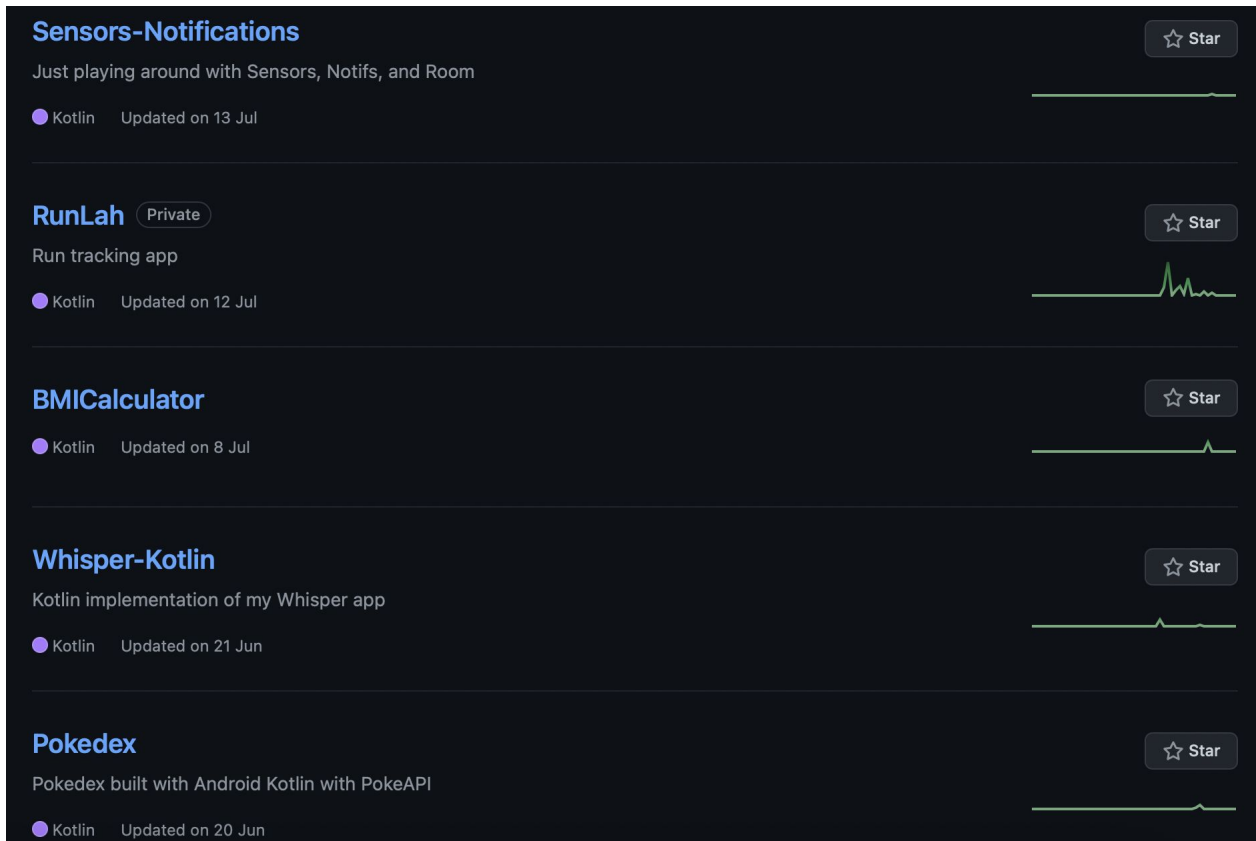 Sensors-Notifications
Star
Just playing around with Sensors, Notifs, and Room
Kotlin Updated on 13 Jul
RunLah Private
Star
Run tracking app
Kotlin Updated on 12 Jul
BMICalculator
Star
Kotlin Updated on 8 Jul
Whisper-Kotlin
Star
Kotlin implementation of my Whisper app
Kotlin Updated on 21 Jun
Pokedex
Star
Pokedex built with Android Kotlin with PokeAPI
Kotlin Updated on 20 Jun